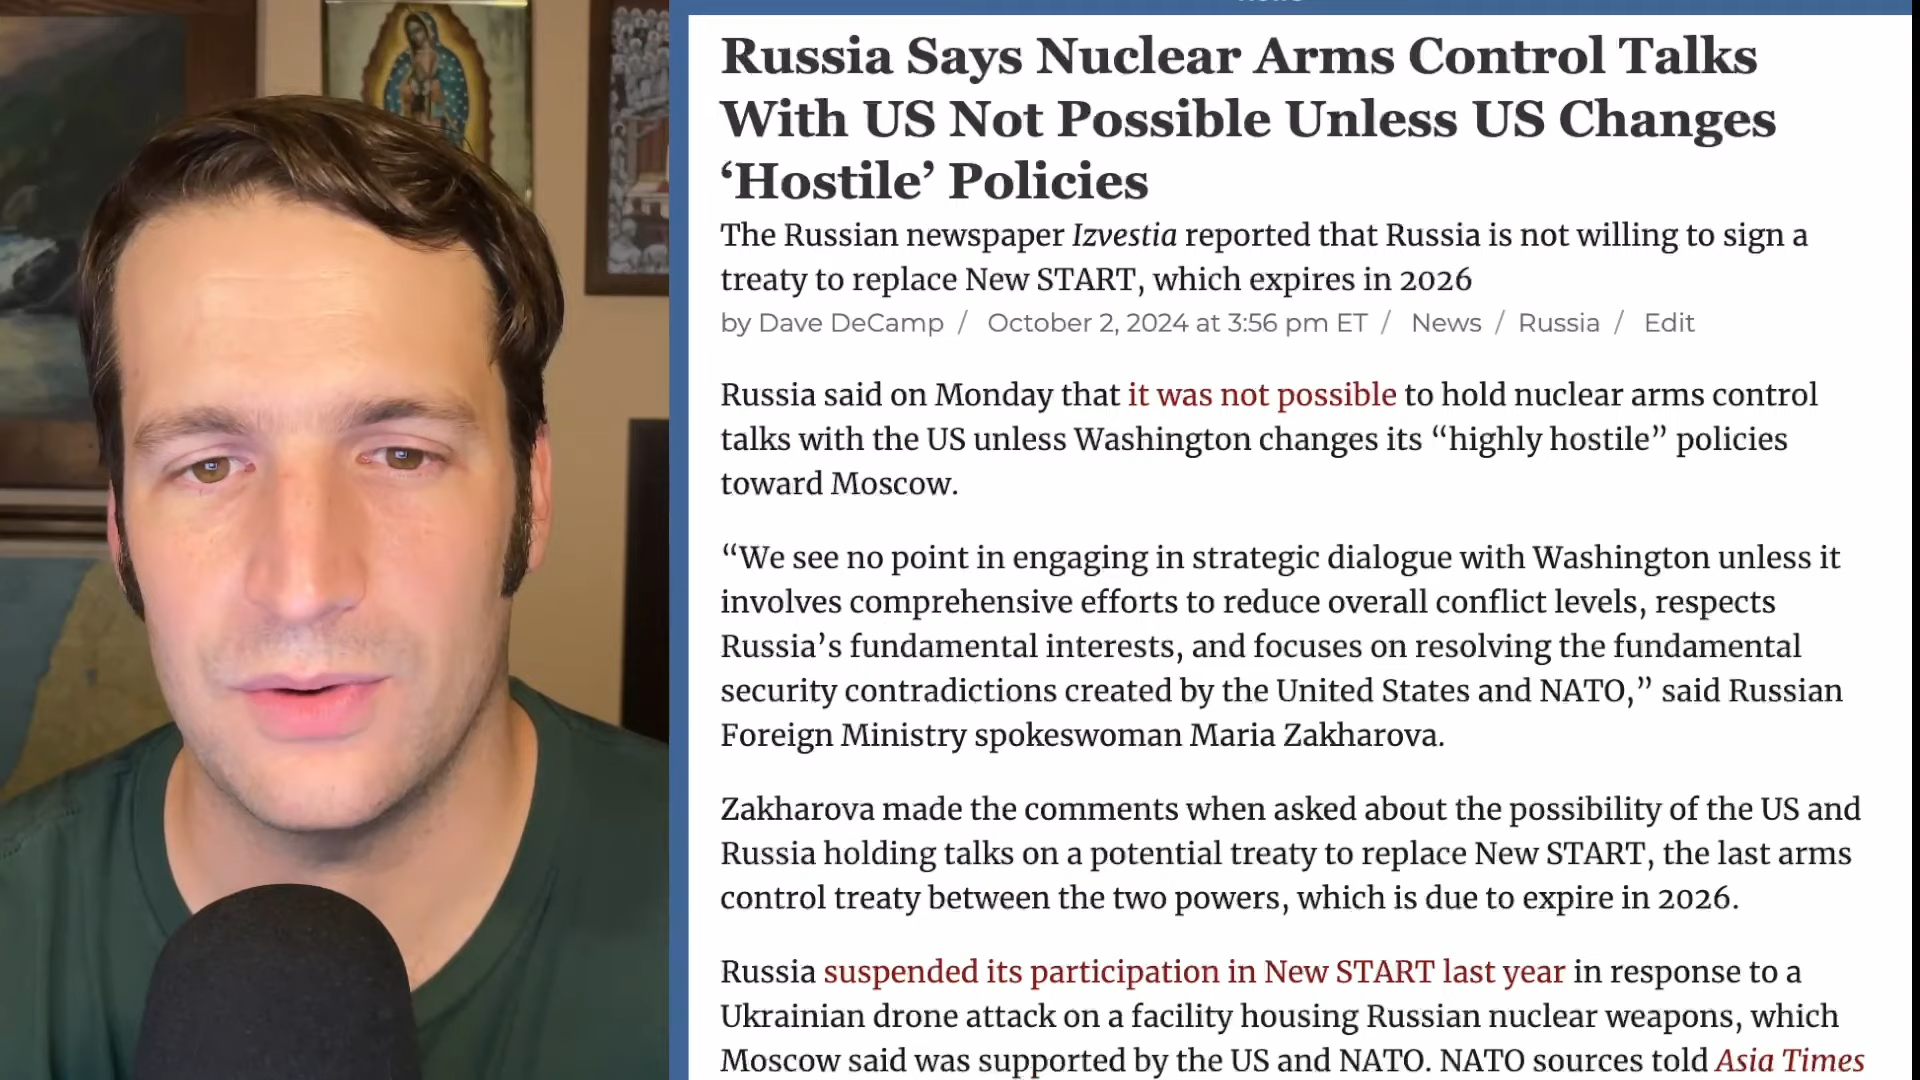 Russia Says Nuclear Arms Control Talks
With US Not Possible Unless US Changes
‘Hostile’ Policies
The Russian newspaper Izvestia reported that Russia is not willing to sign a
treaty to replace New START, which expires in 2026
by Dave DeCamp / October 2, 2024 at 3:56 pm ET / News / Russia / Edit
Russia said on Monday that it was not possible to hold nuclear arms control
talks with the US unless Washington changes its “highly hostile” policies
toward Moscow.
“We see no point in engaging in strategic dialogue with Washington unless it
involves comprehensive efforts to reduce overall conflict levels, respects
Russia’s fundamental interests, and focuses on resolving the fundamental
security contradictions created by the United States and NATO,” said Russian
Foreign Ministry spokeswoman Maria Zakharova.
Zakharova made the comments when asked about the possibility of the US and
Russia holding talks on a potential treaty to replace New START, the last arms
control treaty between the two powers, which is due to expire in 2026.
Russia suspended its participation in New START last year in response to a
Ukrainian drone attack on a facility housing Russian nuclear weapons, which
Moscow said was supported by the US and NATO. NATO sources told Asia Times